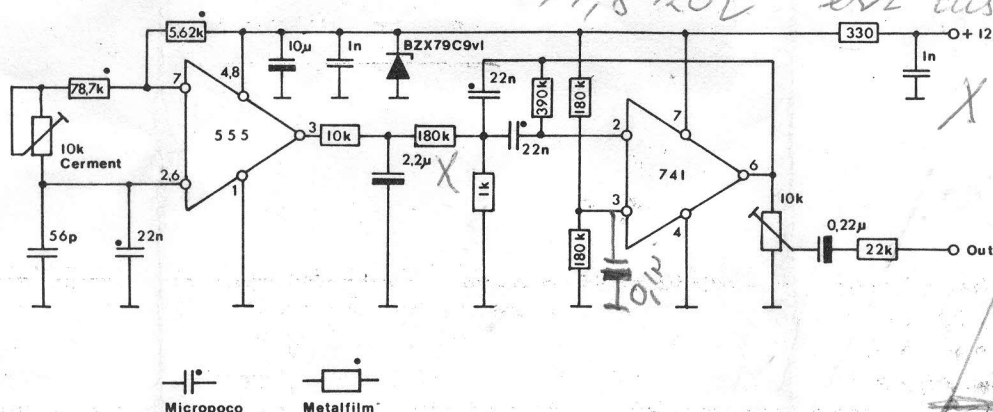 5,62k
10µ
1n
BZX79C9v1
330
+ 12
1n
78,7k
7
4,8
22n
390k
180k
7
X
10k
Cerment
555
3
10k
180k
22n
2
741
6
2,6
1
2,2µ
X
1k
3
4
10k
0,22µ
56p
22n
180k
0,1µ
22k
Out
Micropoco
Metalfilm